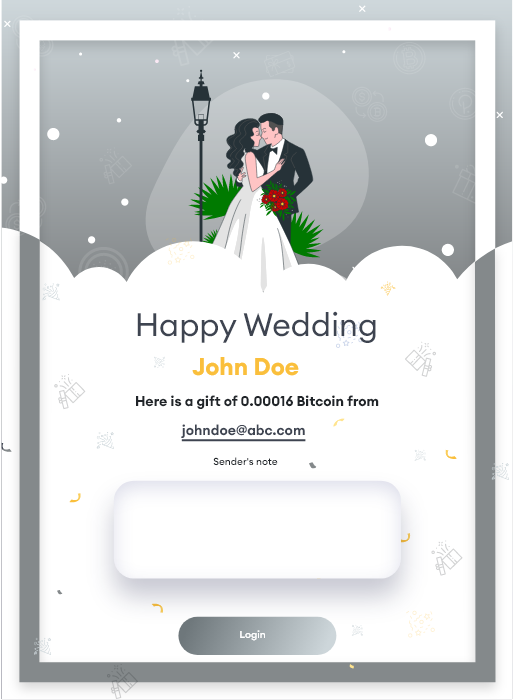 Happy Wedding
John Doe
Here is a gift of 0.00016 Bitcoin from
johndoe@abc.com
Sender's note
Login